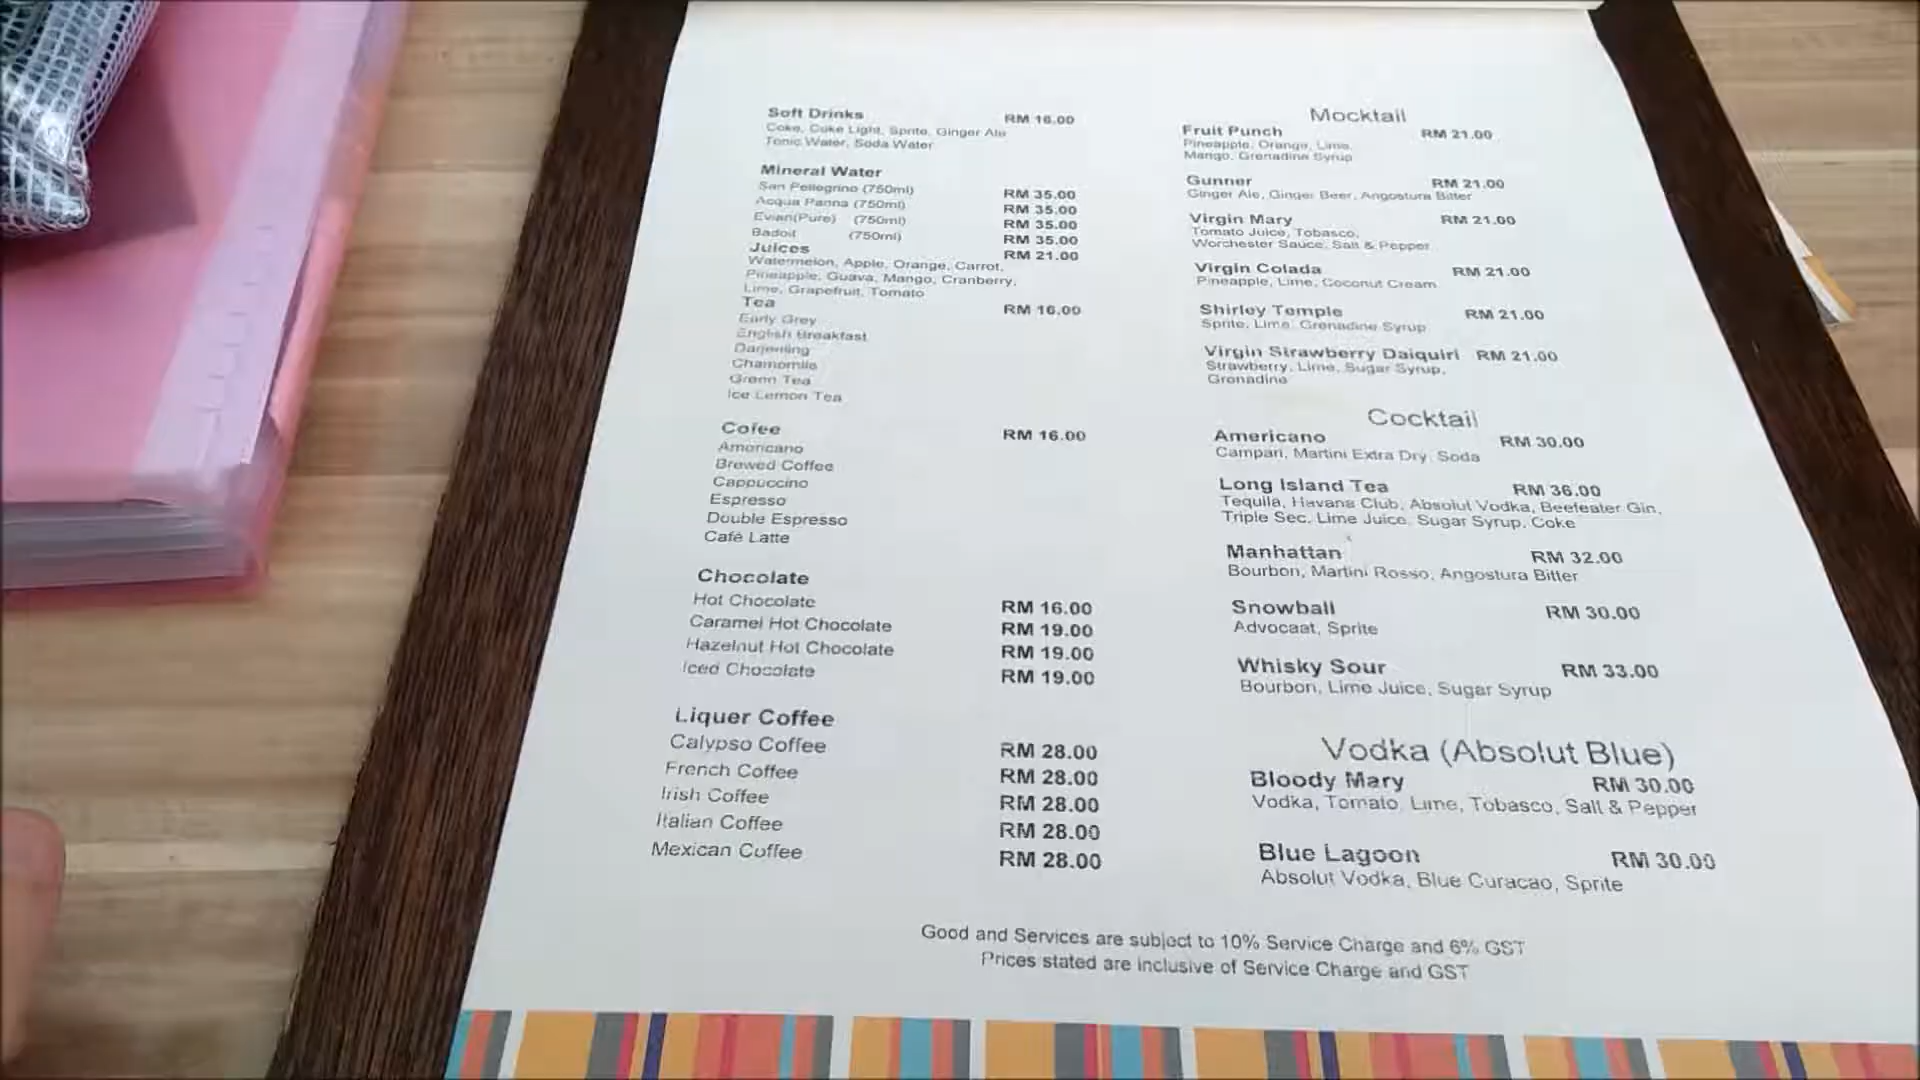 Soft Drinks RM 16.00
Coke, Coke Light, Sprite, Ginger Ale
Tonic Water, Soda Water
Mineral Water
San Pellegrino (750ml) RM 35.00
Acqua Panna (750ml) RM 35.00
Evian(Pure) (750ml) RM 35.00
Badoit (750ml) RM 35.00
Juices RM 21.00
Watermelon, Apple, Orange, Carrot,
Pineapple, Guava, Mango, Cranberry,
Lime, Grapefruit, Tomato
Tea RM 16.00
Early Grey
English Breakfast
Darjeeling
Chamomile
Green Tea
Ice Lemon Tea
Cofee RM 16.00
Americano
Brewed Coffee
Cappuccino
Espresso
Double Espresso
Café Latte
Chocolate
Hot Chocolate RM 16.00
Caramel Hot Chocolate RM 19.00
Hazelnut Hot Chocolate RM 19.00
Iced Chocolate RM 19.00
Liquer Coffee
Calypso Coffee RM 28.00
French Coffee RM 28.00
Irish Coffee RM 28.00
Italian Coffee RM 28.00
Mexican Coffee RM 28.00
Mocktail
Fruit Punch RM 21.00
Pineapple, Orange, Lime,
Mango, Grenadine Syrup
Gunner RM 21.00
Ginger Ale, Ginger Beer, Angostura Bitter
Virgin Mary RM 21.00
Tomato Juice, Tobasco,
Worchester Sauce, Salt & Pepper
Virgin Colada RM 21.00
Pineapple, Lime, Coconut Cream
Shirley Temple RM 21.00
Sprite, Lime, Grenadine Syrup
Virgin Strawberry Daiquiri RM 21.00
Strawberry, Lime, Sugar Syrup,
Grenadine
Cocktail
Americano RM 30.00
Campari, Martini Extra Dry, Soda
Long Island Tea RM 36.00
Tequila, Havana Club, Absolut Vodka, Beefeater Gin,
Triple Sec, Lime Juice, Sugar Syrup, Coke
Manhattan RM 32.00
Bourbon, Martini Rosso, Angostura Bitter
Snowball RM 30.00
Advocaat, Sprite
Whisky Sour RM 33.00
Bourbon, Lime Juice, Sugar Syrup
Vodka (Absolut Blue)
Bloody Mary RM 30.00
Vodka, Tomato, Lime, Tobasco, Salt & Pepper
Blue Lagoon RM 30.00
Absolut Vodka, Blue Curacao, Sprite
Good and Services are subject to 10% Service Charge and 6% GST
Prices stated are inclusive of Service Charge and GST